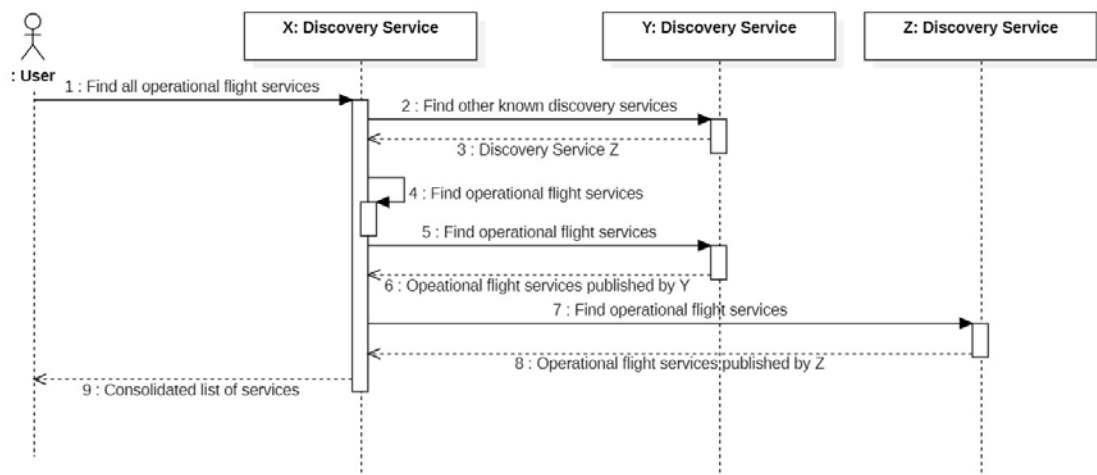 X: Discovery Service
Y: Discovery Service
Z: Discovery Service
: User
1 : Find all operational flight services
2 : Find other known discovery services
3 : Discovery Service Z
4 : Find operational flight services
5 : Find operational flight services
6 : Opeational flight services published by Y
7 : Find operational flight services
8 : Operational flight services published by Z
9 : Consolidated list of services